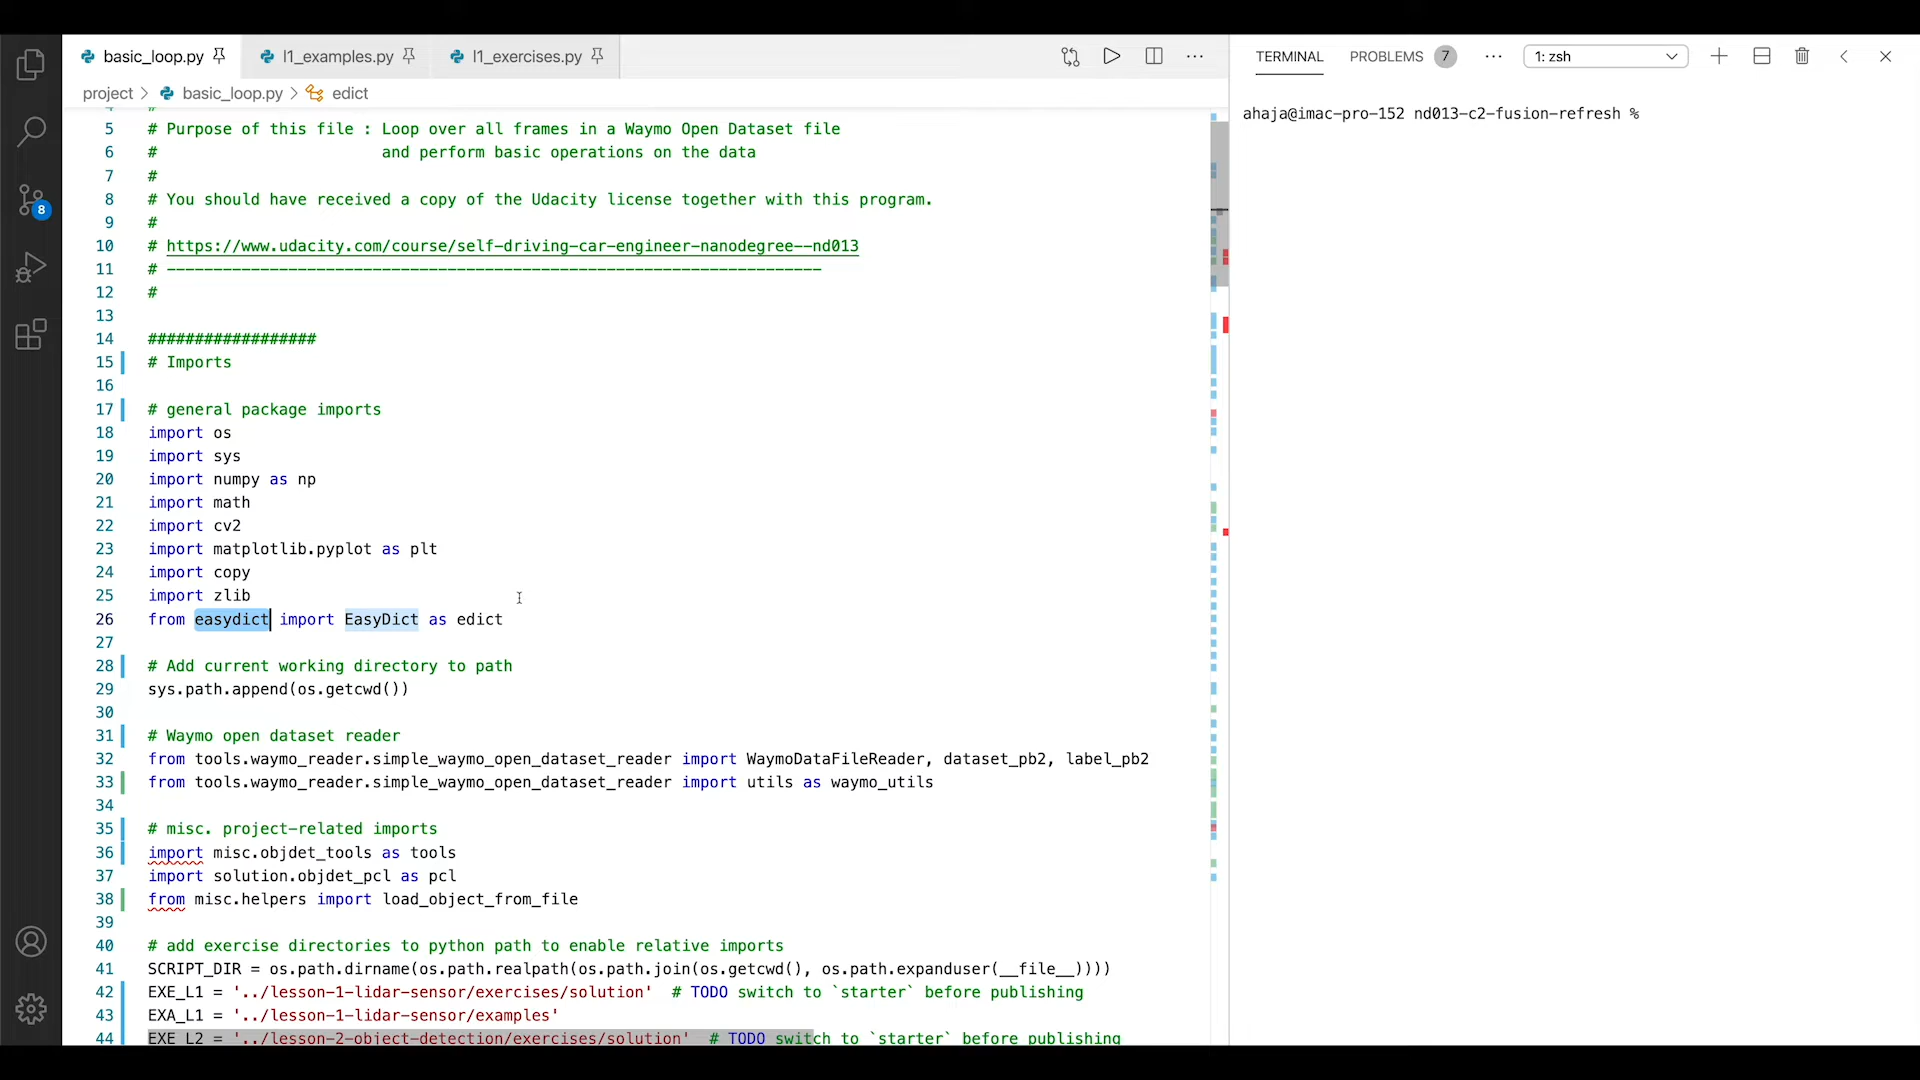 basic_loop.py
l1_examples.py
l1_exercises.py
project > basic_loop.py > edict
5 # Purpose of this file : Loop over all frames in a Waymo Open Dataset file
6 # and perform basic operations on the data
7 #
8 # You should have received a copy of the Udacity license together with this program.
9 #
10 # https://www.udacity.com/course/self-driving-car-engineer-nanodegree--nd013
11 # ----------------------------------------------------------------------
12 #
13
14 ##################
15 # Imports
16
17 # general package imports
18 import os
19 import sys
20 import numpy as np
21 import math
22 import cv2
23 import matplotlib.pyplot as plt
24 import copy
25 import zlib
26 from easydict import EasyDict as edict
27
28 # Add current working directory to path
29 sys.path.append(os.getcwd())
30
31 # Waymo open dataset reader
32 from tools.waymo_reader.simple_waymo_open_dataset_reader import WaymoDataFileReader, dataset_pb2, label_pb2
33 from tools.waymo_reader.simple_waymo_open_dataset_reader import utils as waymo_utils
34
35 # misc. project-related imports
36 import misc.objdet_tools as tools
37 import solution.objdet_pcl as pcl
38 from misc.helpers import load_object_from_file
39
40 # add exercise directories to python path to enable relative imports
41 SCRIPT_DIR = os.path.dirname(os.path.realpath(os.path.join(os.getcwd(), os.path.expanduser(__file__))))
42 EXE_L1 = '../lesson-1-lidar-sensor/exercises/solution' # TODO switch to `starter` before publishing
43 EXA_L1 = '../lesson-1-lidar-sensor/examples'
44 EXE_L2 = '../lesson-2-object-detection/exercises/solution' # TODO switch to `starter` before publishing
8
TERMINAL PROBLEMS 7 ... 1: zsh
ahaja@imac-pro-152 nd013-c2-fusion-refresh %